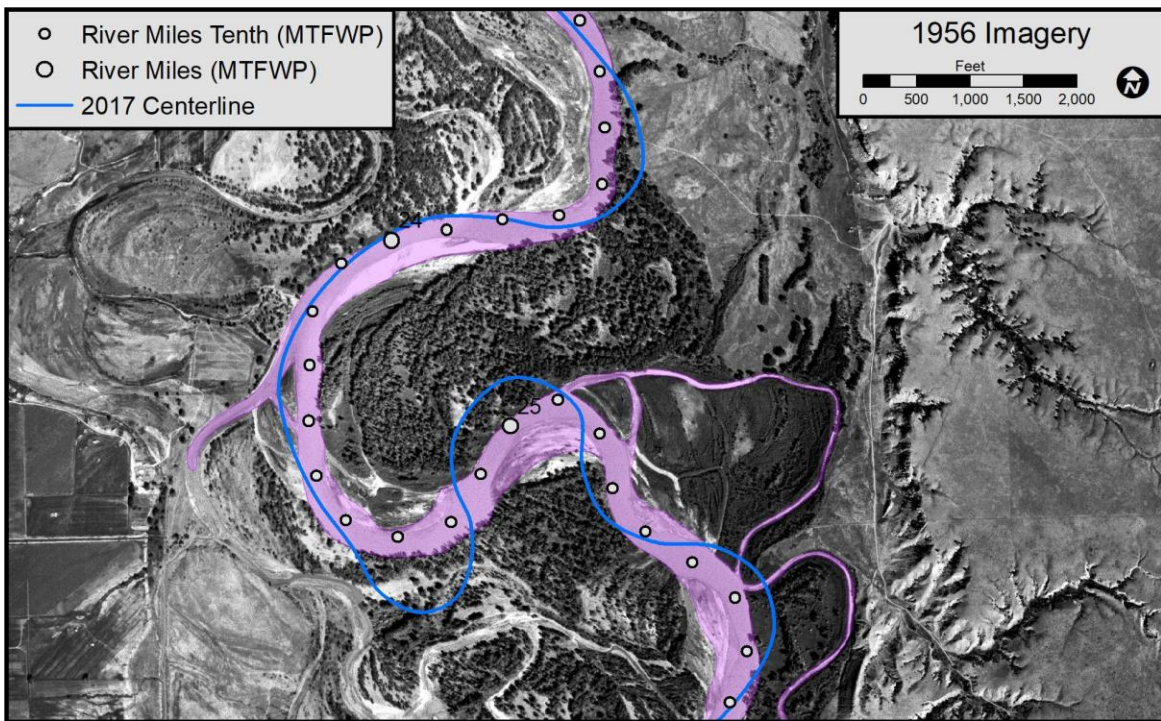 River Miles Tenth (MTFWP)
River Miles (MTFWP)
2017 Centerline
1956 Imagery
Feet
0 500 1,000 1,500 2,000
N
24
25